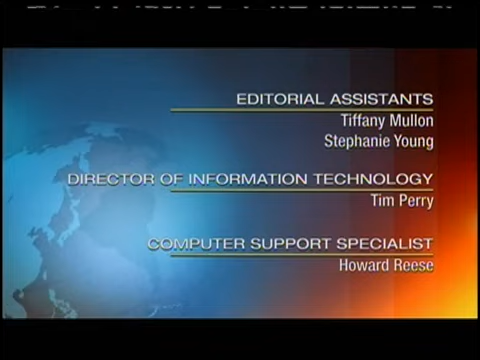 EDITORIAL ASSISTANTS
Tiffany Mullon
Stephanie Young
DIRECTOR OF INFORMATION TECHNOLOGY
Tim Perry
COMPUTER SUPPORT SPECIALIST
Howard Reese